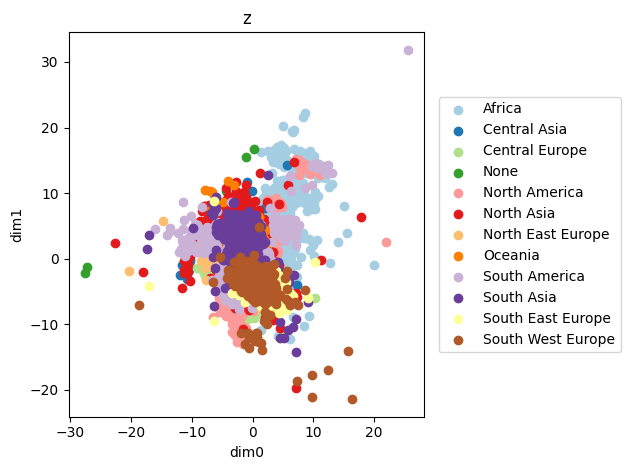 z
30
20
10
0
−10
−20
dim1
−30
−20
−10
0
10
20
dim0
Africa
Central Asia
Central Europe
None
North America
North Asia
North East Europe
Oceania
South America
South Asia
South East Europe
South West Europe